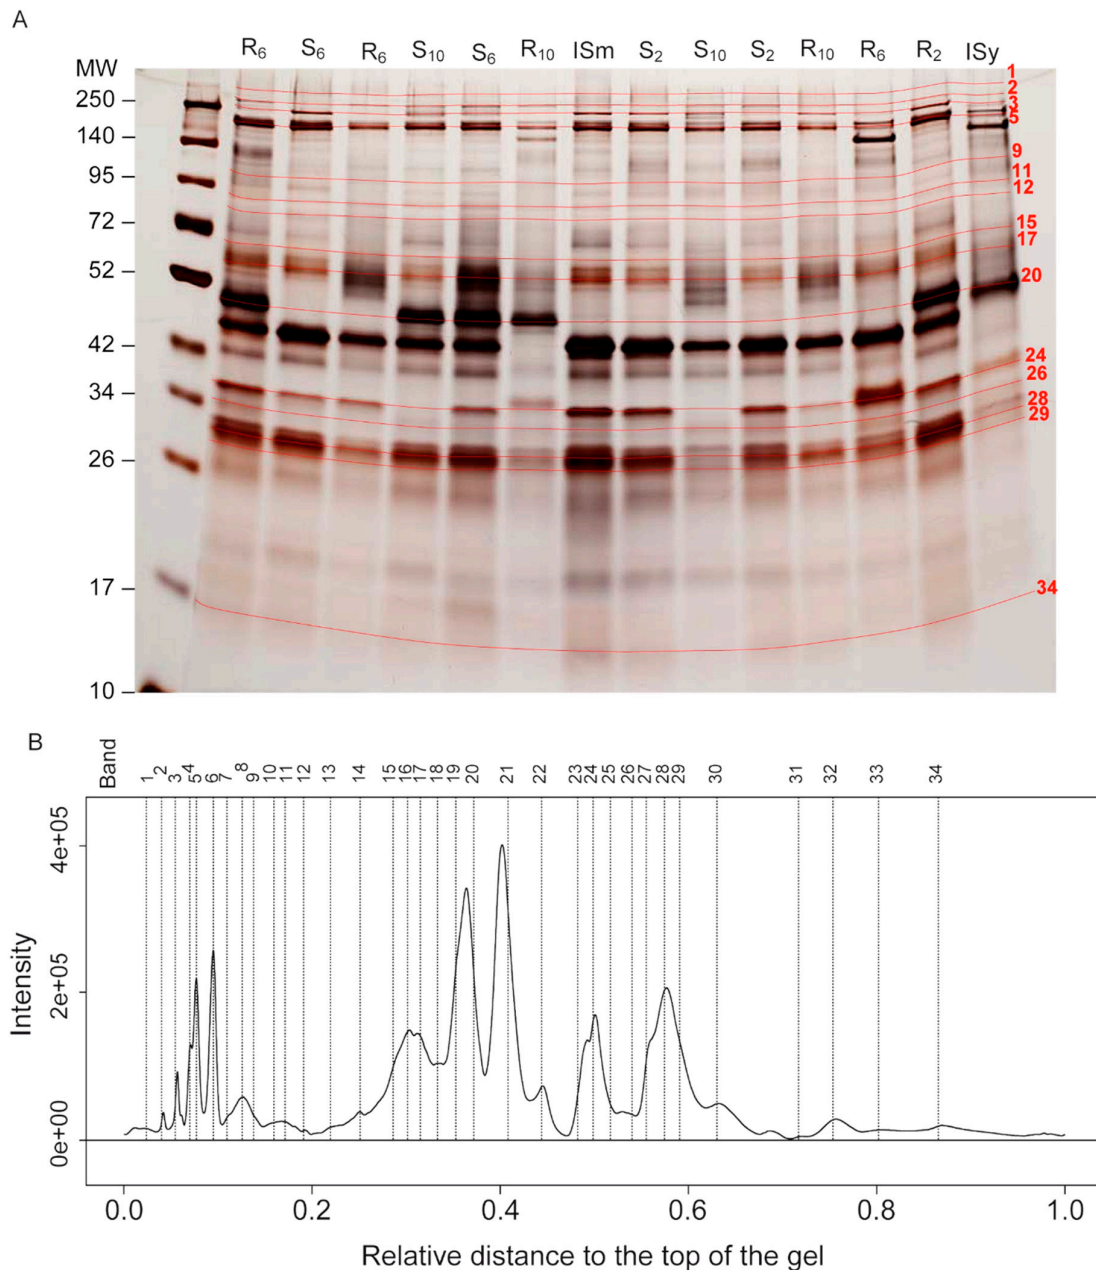 A
R6 S6 R6 S10 S6 R10 ISm S2 S10 S2 R10 R6 R2 ISy
MW
250
140
95
72
52
42
34
26
17
10
1
2
3
5
9
11
12
15
17
20
24
26
28
29
34
B
Band
1 2 3 4 5 6 7 8 9 10 11 12 13 14 15 16 17 18 19 20 21 22 23 24 25 26 27 28 29 30 31 32 33 34
Intensity
4e+05
2e+05
0e+00
0.0 0.2 0.4 0.6 0.8 1.0
Relative distance to the top of the gel